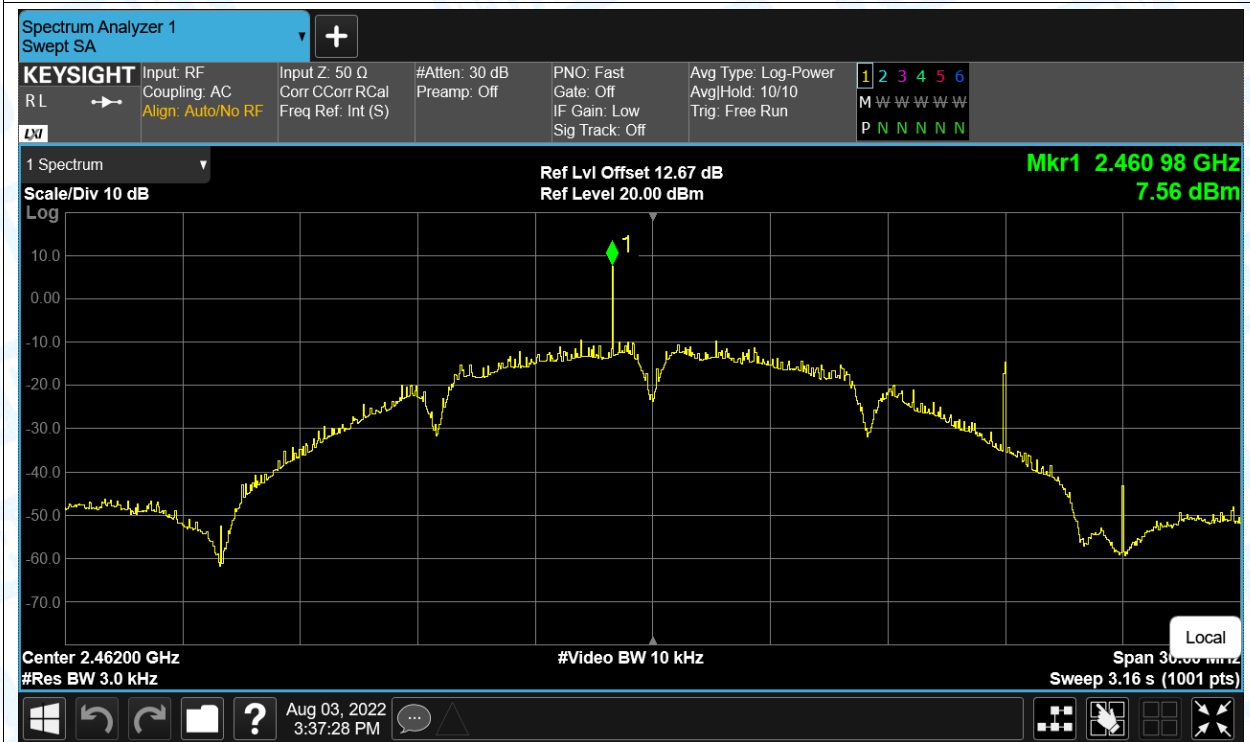 Spectrum Analyzer 1
Swept SA
KEYSIGHT
R L
LXI
Input: RF
Coupling: AC
Align: Auto/No RF
Input Z: 50 Ω
Corr CCorr RCal
Freq Ref: Int (S)
#Atten: 30 dB
Preamp: Off
PNO: Fast
Gate: Off
IF Gain: Low
Sig Track: Off
Avg Type: Log-Power
Avg|Hold: 10/10
Trig: Free Run
1 2 3 4 5 6
M W W W W W
P N N N N N
1 Spectrum
Scale/Div 10 dB
Log
Ref Lvl Offset 12.67 dB
Ref Level 20.00 dBm
Mkr1 2.460 98 GHz
7.56 dBm
1
10.0
0.00
-10.0
-20.0
-30.0
-40.0
-50.0
-60.0
-70.0
Local
Center 2.46200 GHz
#Video BW 10 kHz
Span 30.00 MHz
#Res BW 3.0 kHz
Sweep 3.16 s (1001 pts)
?
Aug 03, 2022
3:37:28 PM